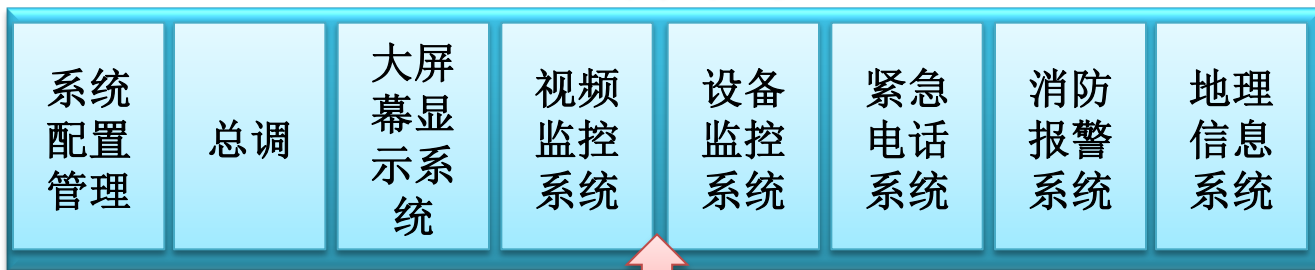 系统
配置
管理
总调
大屏
幕显
示系
统
视频
监控
系统
设备
监控
系统
紧急
电话
系统
消防
报警
系统
地理
信息
系统